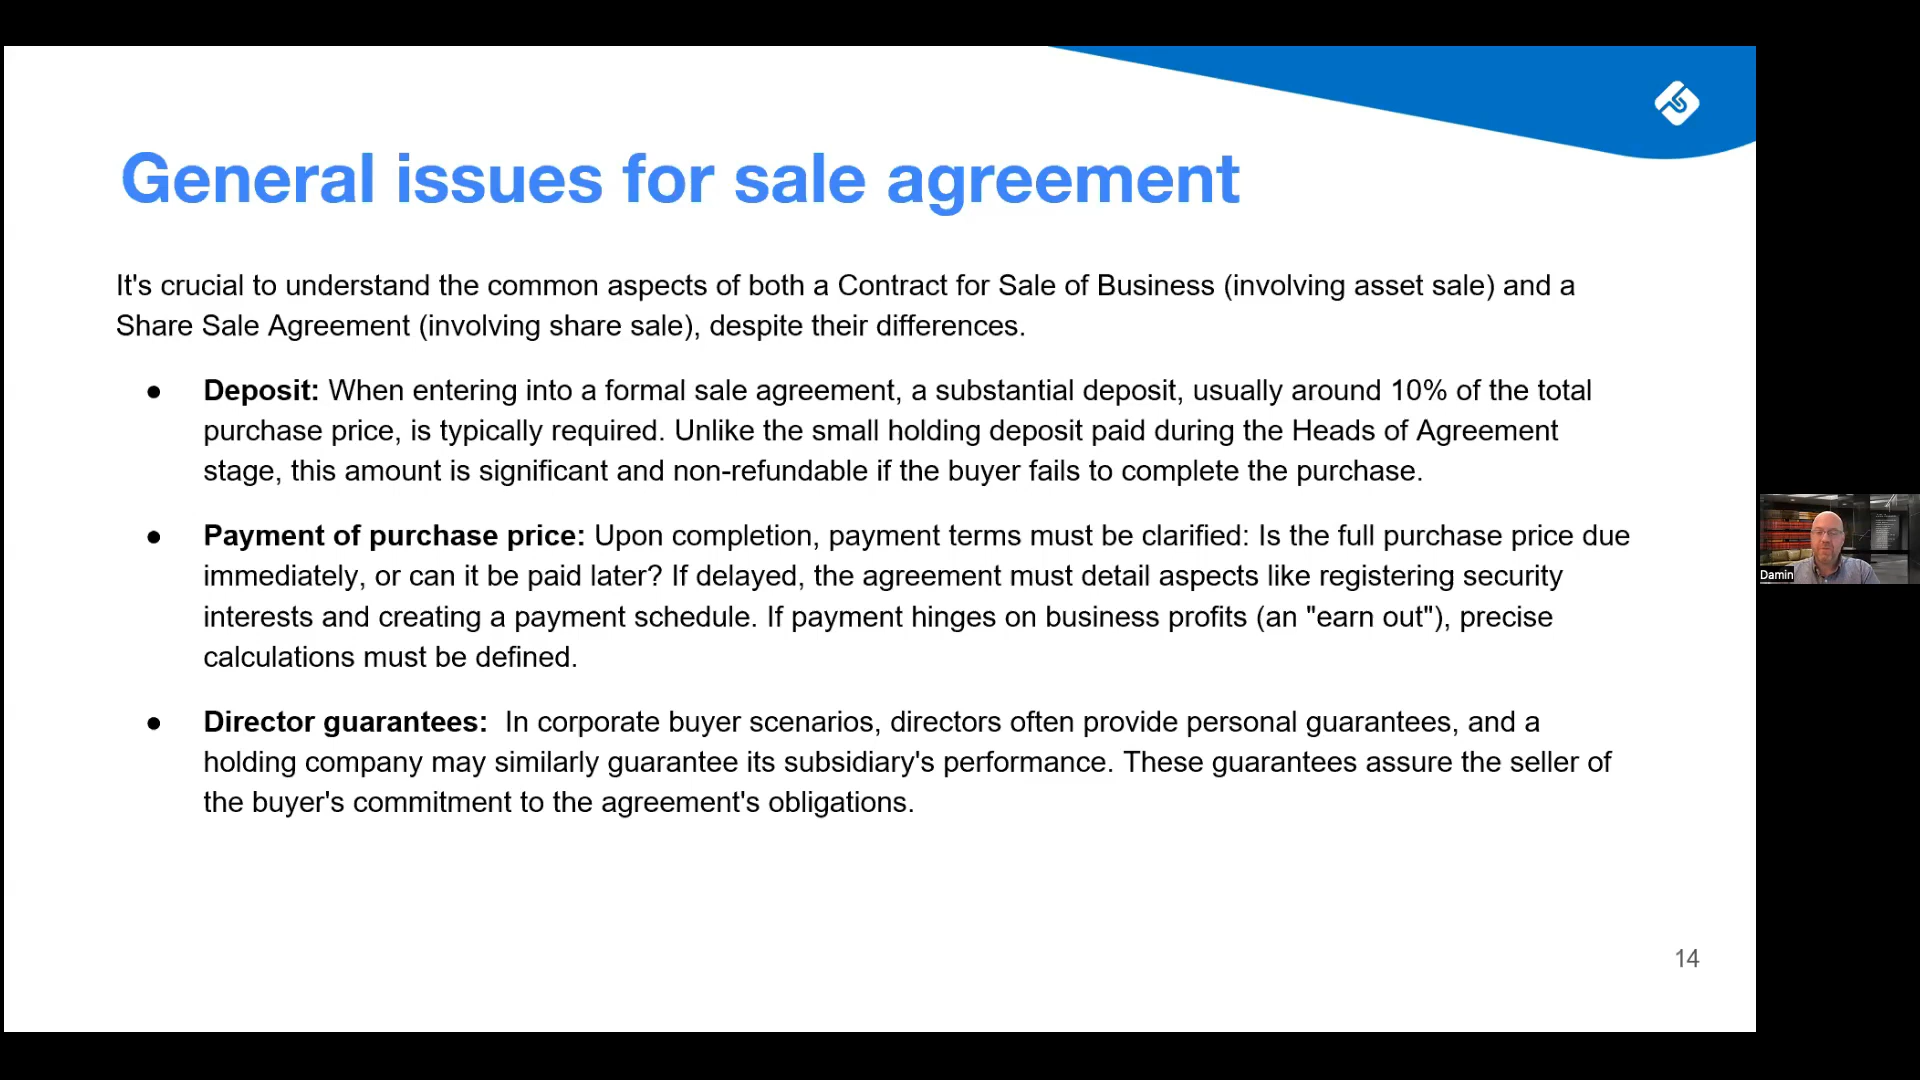 General issues for sale agreement
It's crucial to understand the common aspects of both a Contract for Sale of Business (involving asset sale) and a
Share Sale Agreement (involving share sale), despite their differences.
● Deposit: When entering into a formal sale agreement, a substantial deposit, usually around 10% of the total
purchase price, is typically required. Unlike the small holding deposit paid during the Heads of Agreement
stage, this amount is significant and non-refundable if the buyer fails to complete the purchase.
● Payment of purchase price: Upon completion, payment terms must be clarified: Is the full purchase price due
immediately, or can it be paid later? If delayed, the agreement must detail aspects like registering security
interests and creating a payment schedule. If payment hinges on business profits (an "earn out"), precise
calculations must be defined.
● Director guarantees: In corporate buyer scenarios, directors often provide personal guarantees, and a
holding company may similarly guarantee its subsidiary's performance. These guarantees assure the seller of
the buyer's commitment to the agreement's obligations.
Damin
14